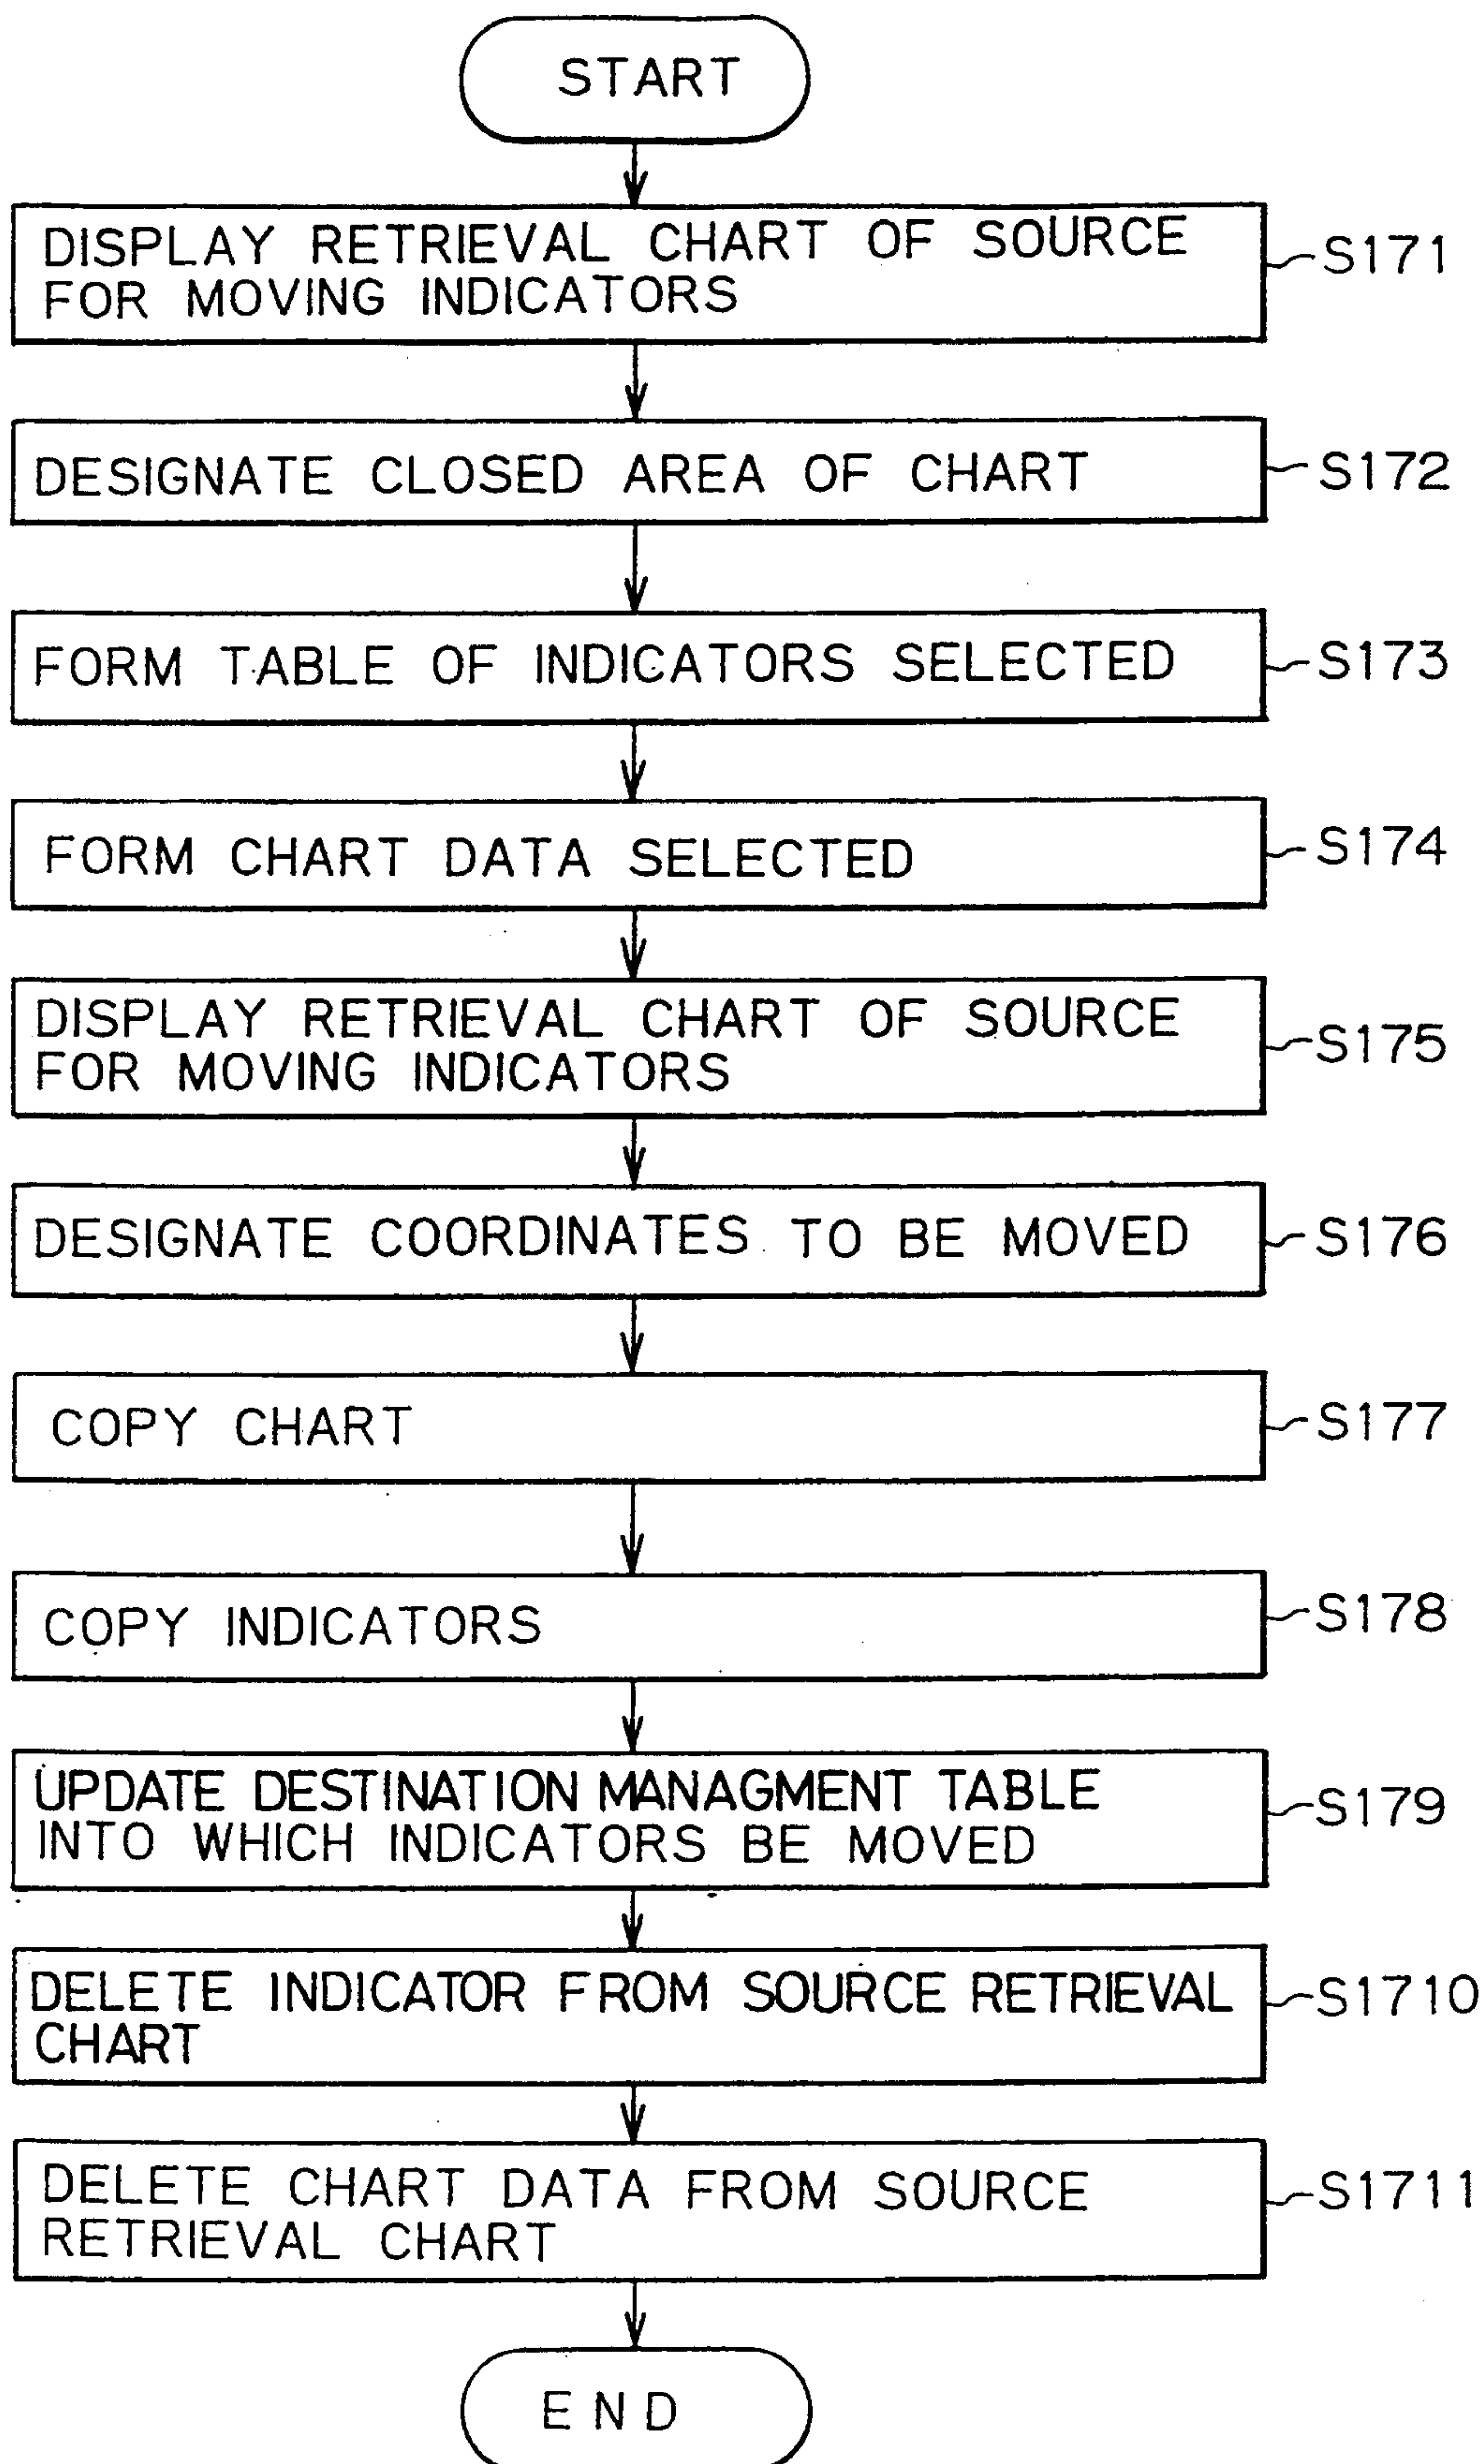 START
DISPLAY RETRIEVAL CHART OF SOURCE
FOR MOVING INDICATORS
S171
DESIGNATE CLOSED AREA OF CHART
S172
FORM TABLE OF INDICATORS SELECTED
S173
FORM CHART DATA SELECTED
S174
DISPLAY RETRIEVAL CHART OF SOURCE
FOR MOVING INDICATORS
S175
DESIGNATE COORDINATES TO BE MOVED
S176
COPY CHART
S177
COPY INDICATORS
S178
UPDATE DESTINATION MANAGMENT TABLE
INTO WHICH INDICATORS BE MOVED
S179
DELETE INDICATOR FROM SOURCE RETRIEVAL
CHART
S1710
DELETE CHART DATA FROM SOURCE
RETRIEVAL CHART
S1711
END